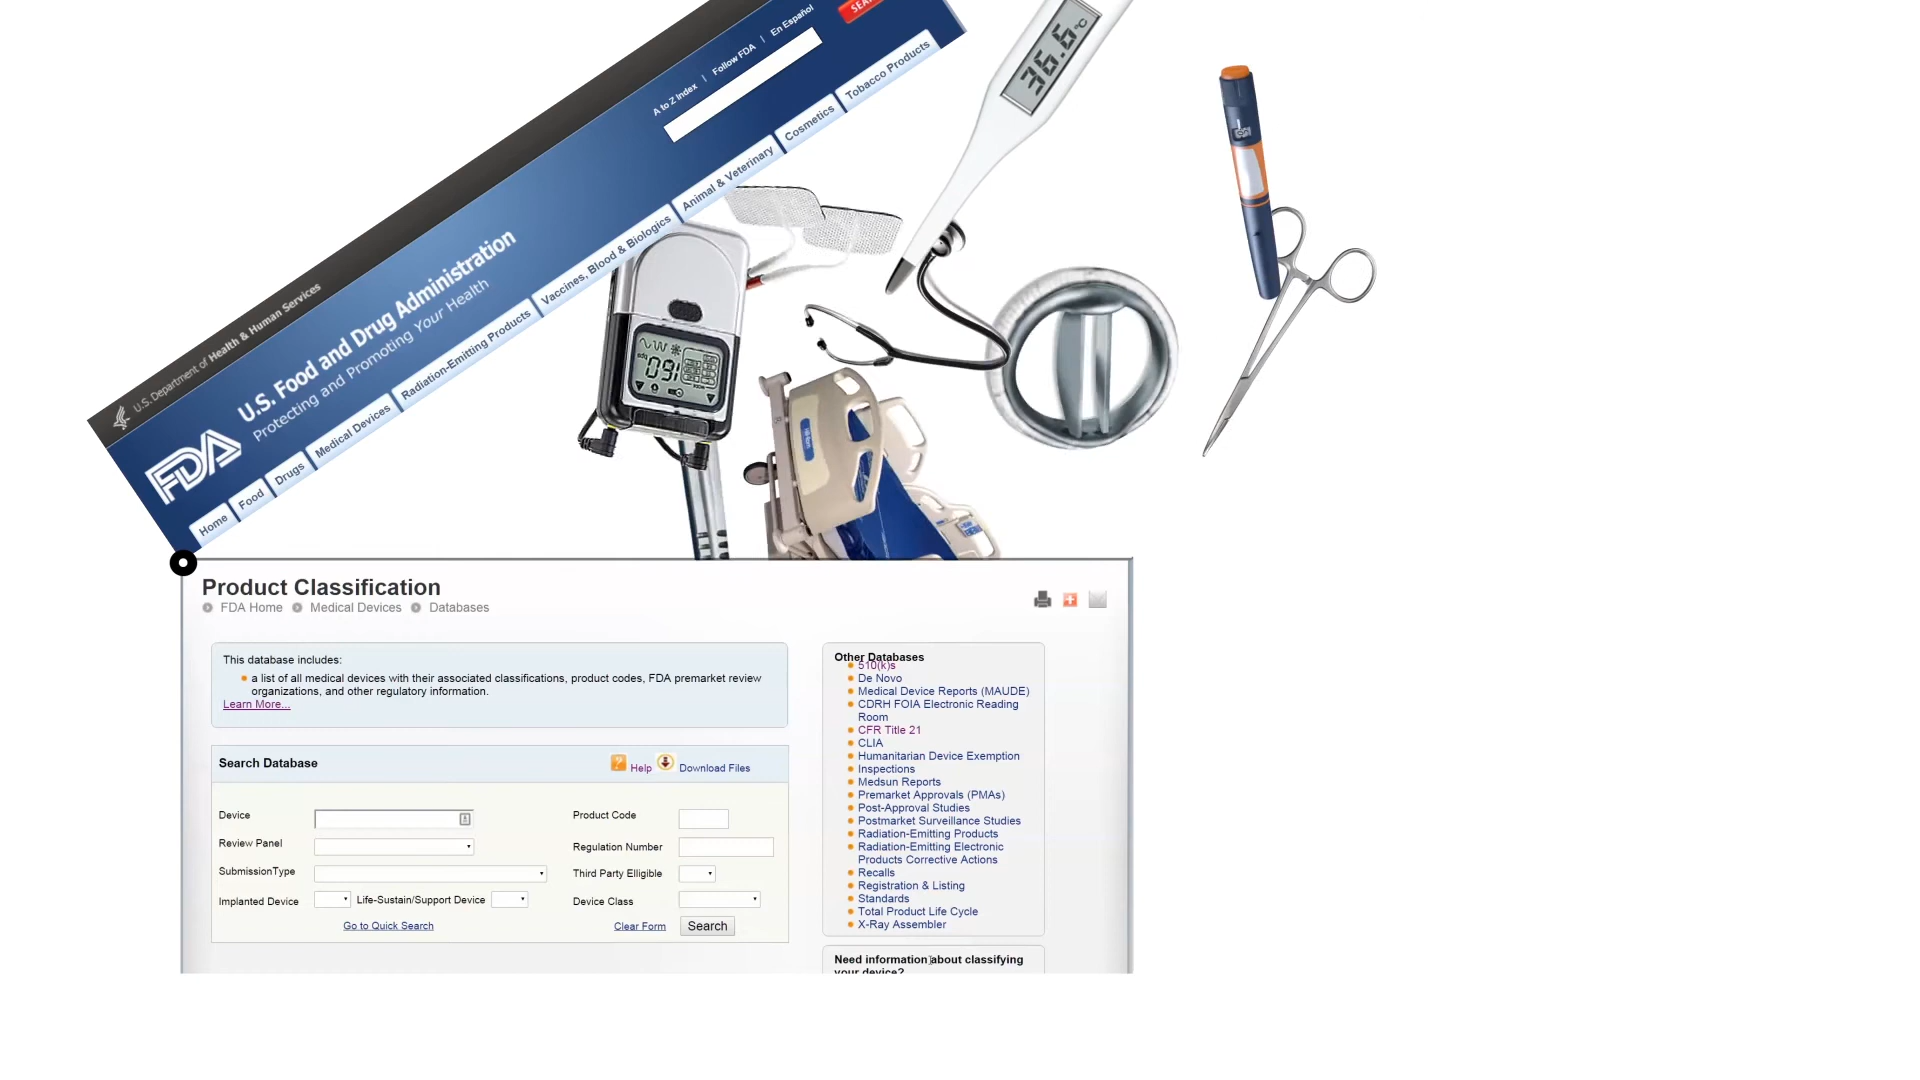 U.S. Department of Health & Human Services
FDA
U.S. Food and Drug Administration
Protecting and Promoting Your Health
A to Z Index | Follow FDA | En Español
Home
Food
Drugs
Medical Devices
Radiation-Emitting Products
Vaccines, Blood & Biologics
Animal & Veterinary
Cosmetics
Tobacco Products
36.6 °C
Product Classification
FDA Home Medical Devices Databases
This database includes:
a list of all medical devices with their associated classifications, product codes, FDA premarket review
organizations, and other regulatory information.
Learn More...
Search Database
Help Download Files
Device
Product Code
Review Panel
Regulation Number
SubmissionType
Third Party Elligible
Implanted Device
Life-Sustain/Support Device
Device Class
Go to Quick Search
Clear Form
Search
Other Databases
510(k)s
De Novo
Medical Device Reports (MAUDE)
CDRH FOIA Electronic Reading
Room
CFR Title 21
CLIA
Humanitarian Device Exemption
Inspections
Medsun Reports
Premarket Approvals (PMAs)
Post-Approval Studies
Postmarket Surveillance Studies
Radiation-Emitting Products
Radiation-Emitting Electronic
Products Corrective Actions
Recalls
Registration & Listing
Standards
Total Product Life Cycle
X-Ray Assembler
Need information about classifying
your device?